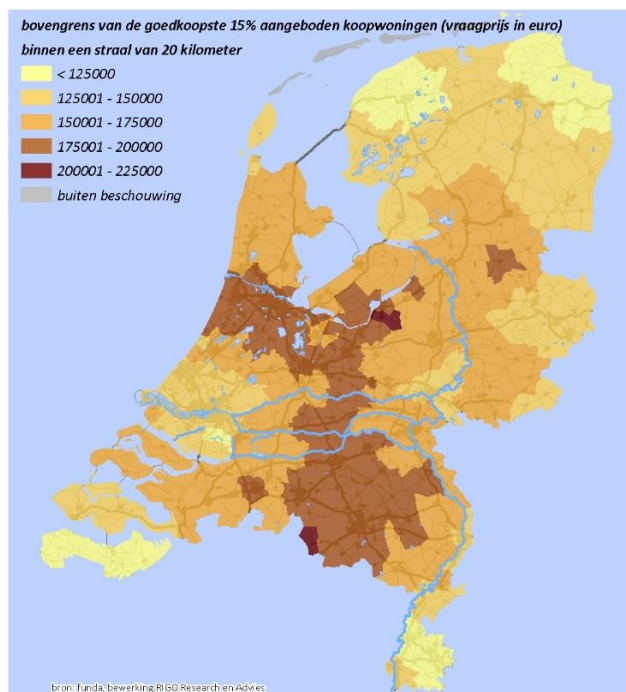 bovengrens van de goedkoopste 15% aangeboden koopwoningen (vraagprijs in euro)
binnen een straal van 20 kilometer
< 125000
125001 - 150000
150001 - 175000
175001 - 200000
200001 - 225000
buiten beschouwing
bron: funda, bewerking RIGO Research en Advies